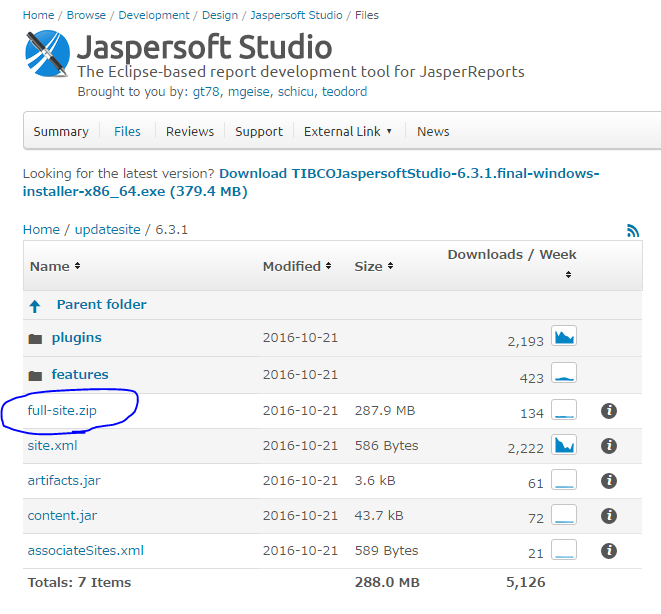 Home / Browse / Development / Design / Jaspersoft Studio / Files
Jaspersoft Studio
The Eclipse-based report development tool for JasperReports
Brought to you by: gt78, mgeise, schicu, teodord
Summary Files Reviews Support External Link ▼ News
Looking for the latest version? Download TIBCOJaspersoftStudio-6.3.1.final-windows-
installer-x86_64.exe (379.4 MB)
Home / updatesite / 6.3.1
Name Modified Size Downloads / Week
Parent folder
plugins 2016-10-21 2,193
features 2016-10-21 423
full-site.zip 2016-10-21 287.9 MB 134 i
site.xml 2016-10-21 586 Bytes 2,222 i
artifacts.jar 2016-10-21 3.6 kB 61 i
content.jar 2016-10-21 43.7 kB 72 i
associateSites.xml 2016-10-21 589 Bytes 21 i
Totals: 7 Items 288.0 MB 5,126